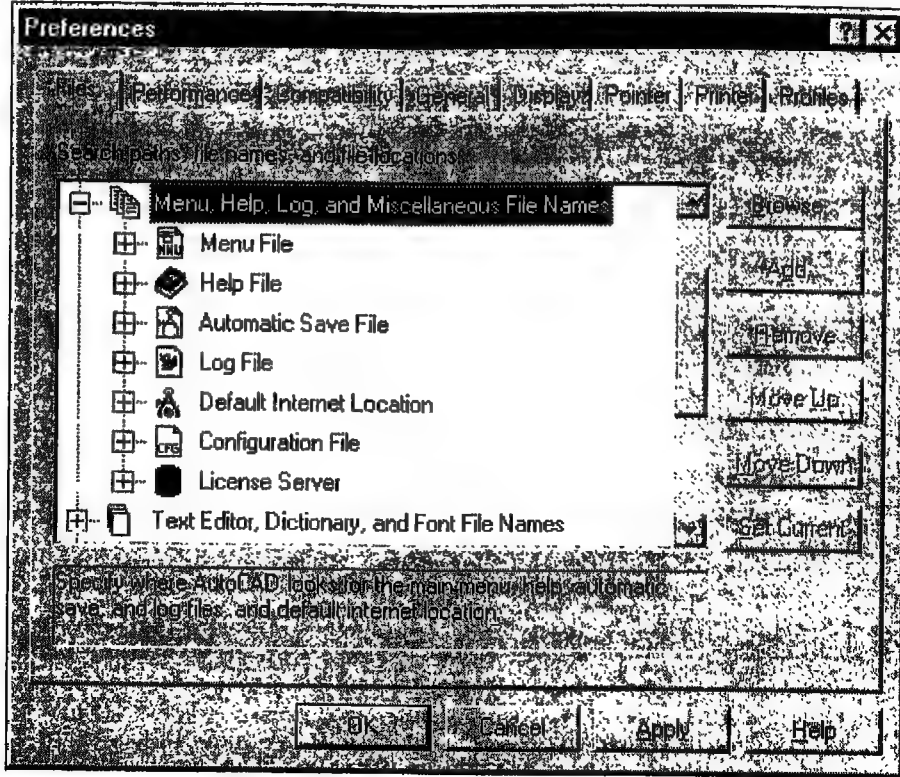 Preferences
Files Performance Compatibility General Display Pointer Printer Profiles
Search paths, file names, and file locations:
Menu, Help, Log, and Miscellaneous File Names
Browse...
Menu File
Help File
Add...
Automatic Save File
Remove
Log File
Default Internet Location
Move Up
Configuration File
CFG
License Server
Move Down
Text Editor, Dictionary, and Font File Names
Set Current
Specify where AutoCAD looks for the main menu, help, automatic
save, and log files, and default internet location.
OK Cancel Apply Help